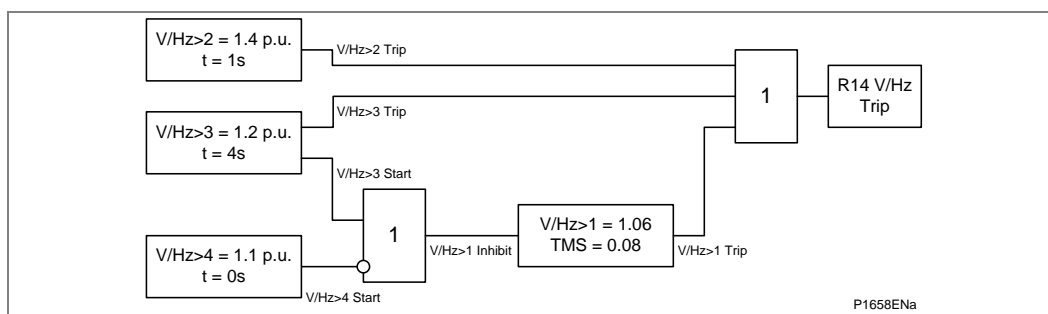 V/Hz>2 = 1.4 p.u.
t = 1s
V/Hz>2 Trip
V/Hz>3 = 1.2 p.u.
t = 4s
V/Hz>3 Trip
V/Hz>3 Start
1
R14 V/Hz
Trip
V/Hz>4 = 1.1 p.u.
t = 0s
V/Hz>4 Start
1
V/Hz>1 Inhibit
V/Hz>1 = 1.06
TMS = 0.08
V/Hz>1 Trip
P1658ENa